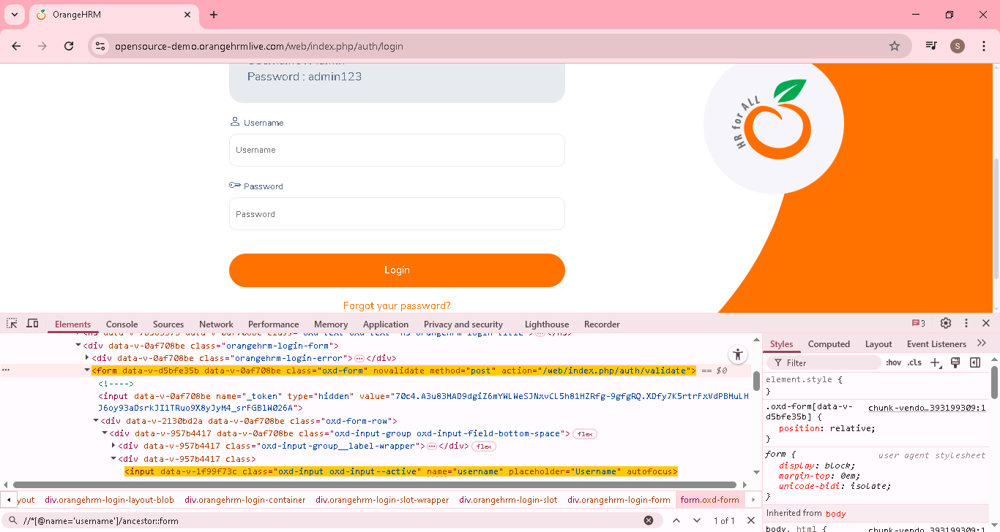 OrangeHRM
opensource-demo.orangehrmlive.com/web/index.php/auth/login
S
Password : admin123
HR for ALL
Username
Username
Password
Password
Login
Forgot your password?
Elements Console Sources Network Performance Memory Application Privacy and security Lighthouse Recorder 3
<div data-v-0af708be class="orangehrm-login-form">
<div data-v-0af708be class="orangehrm-login-error"> </div>
<form data-v-d5bfe35b data-v-0af708be class="oxd-form" novalidate method="post" action="/web/index.php/auth/validate"> == $0
<!---->
<input data-v-0af708be name="_token" type="hidden" value="70c4.A3u83MAD9dgiZ6mYWLWeSJNxvCL5h81HZRfg-9gfgRQ.XDfy7K5rtrFxVdPBMuLH
J6oy93aDsrkJI1TRuo9X8yJyM4_srFGBlW026A">
<div data-v-2130bd2a data-v-0af708be class="oxd-form-row">
<div data-v-957b4417 data-v-0af708be class="oxd-input-group oxd-input-field-bottom-space"> flex
<div data-v-957b4417 class="oxd-input-group__label-wrapper"> </div> flex
<div data-v-957b4417 class>
<input data-v-1f99f73c class="oxd-input oxd-input--active" name="username" placeholder="Username" autofocus>
yout div.orangehrm-login-layout-blob div.orangehrm-login-container div.orangehrm-login-slot-wrapper div.orangehrm-login-slot div.orangehrm-login-form form.oxd-form
//*[@name='username']/ancestor::form 1 of 1
Styles Computed Layout Event Listeners
Filter :hov .cls
element.style {
}
.oxd-form[data-v- chunk-vendo…393199309:1
d5bfe35b] {
position: relative;
}
form { user agent stylesheet
display: block;
margin-top: 0em;
unicode-bidi: isolate;
}
Inherited from body
body, html { chunk-vendo…393199309:1